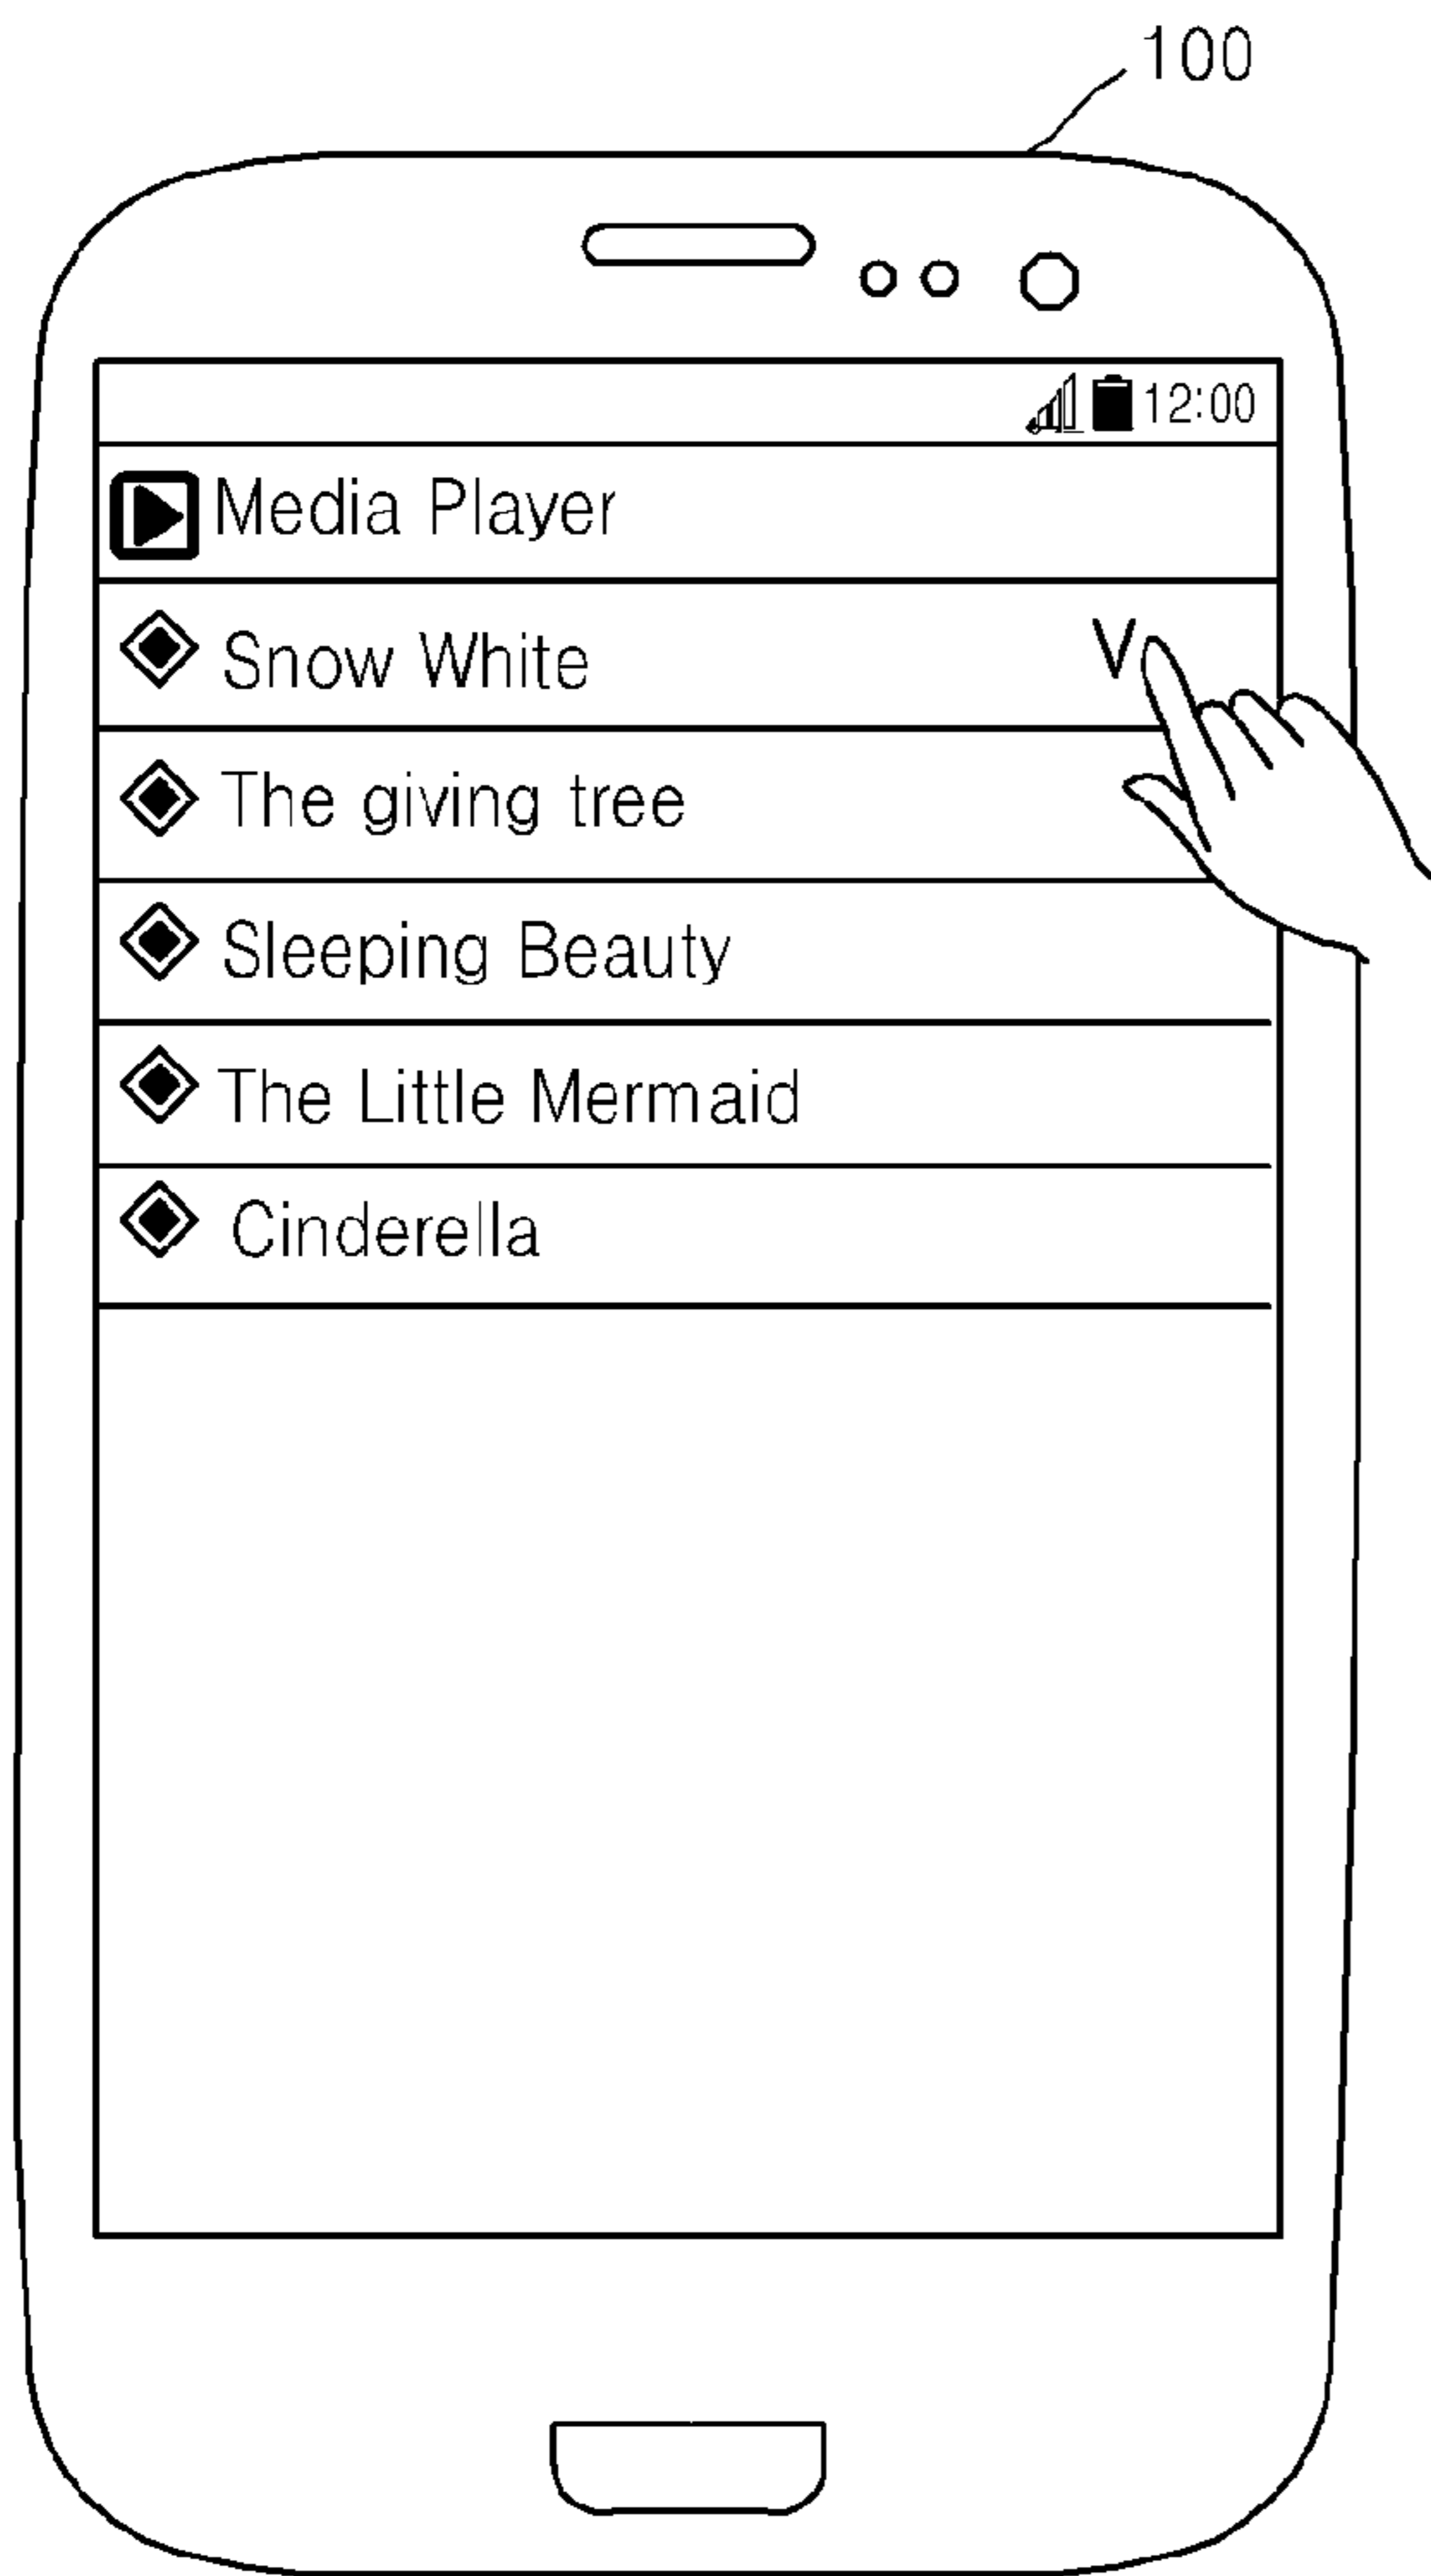 100
12:00
Media Player
Snow White V
The giving tree
Sleeping Beauty
The Little Mermaid
Cinderella